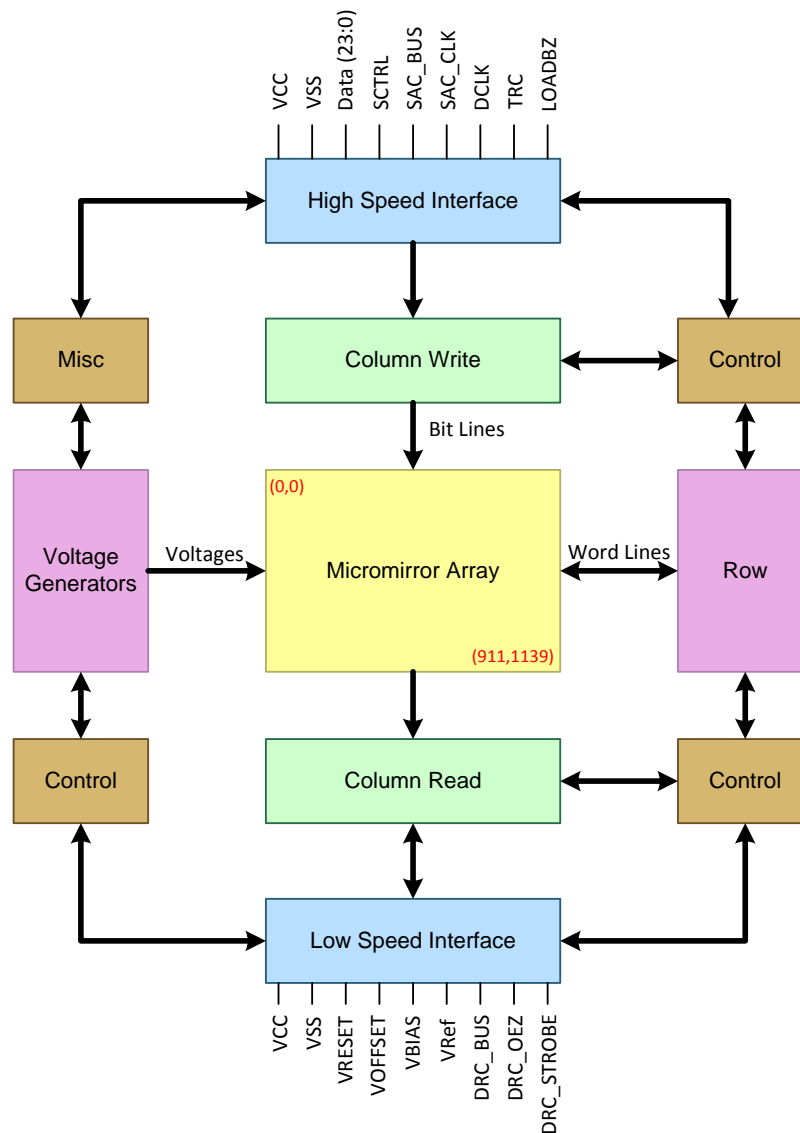 VCC
VSS
Data (23:0)
SCTRL
SAC_BUS
SAC_CLK
DCLK
TRC
LOADBZ
High Speed Interface
Misc
Column Write
Control
Bit Lines
(0,0)
Voltage
Generators
Voltages
Micromirror Array
Word Lines
Row
(911,1139)
Control
Column Read
Control
Low Speed Interface
VCC
VSS
VRESET
VOFFSET
VBIAS
VRef
DRC_BUS
DRC_OEZ
DRC_STROBE